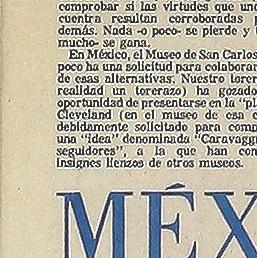 comprobar si las virtudes que uno
cuentra resultan corroboradas p
demás. Nada -o poco- se pierde y
mucho- se gana.
En México, el Museo de San Carlos
poco ha una solicitud para colaborar
de esas alternativas. Nuestro torer
realidad un torerazo) ha gozado
oportunidad de presentarse en la "pl
Cleveland (en el museo de esa c
debidamente solicitado para comp
una "idea" denominada "Caravagg
seguidores", a la que han con
insignes lienzos de otros museos.
MÉX